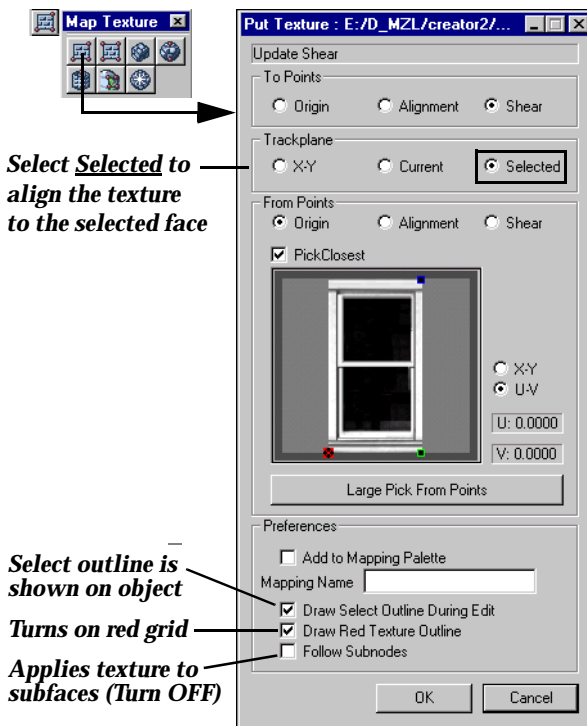 Map Texture
Put Texture : E:/D_MZL/creator2/...
Update Shear
To Points
Origin Alignment Shear
Select Selected to
align the texture
to the selected face
Trackplane
X-Y Current Selected
From Points
Origin Alignment Shear
PickClosest
X-Y
U-V
U: 0.0000
V: 0.0000
Large Pick From Points
Preferences
Add to Mapping Palette
Mapping Name
Select outline is
shown on object
Draw Select Outline During Edit
Turns on red grid
Draw Red Texture Outline
Applies texture to
subfaces (Turn OFF)
Follow Subnodes
OK Cancel